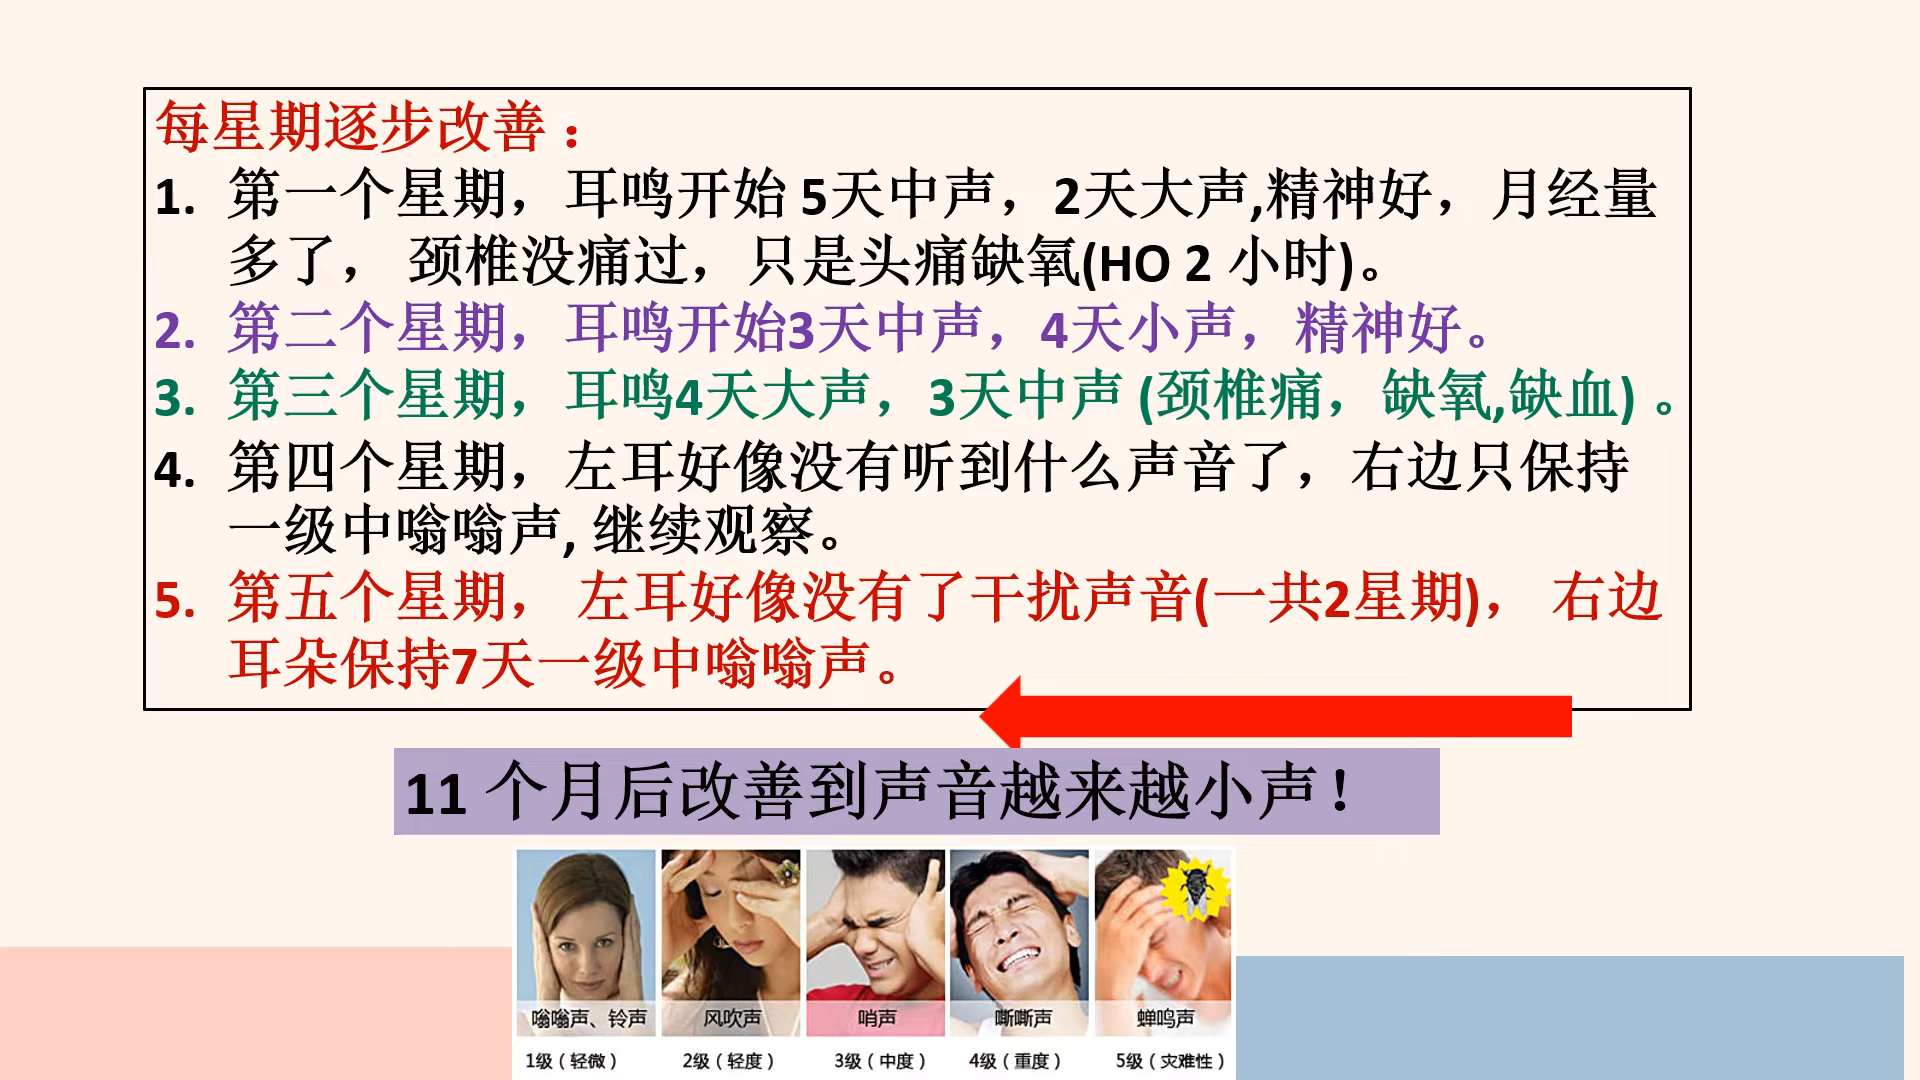 每星期逐步改善：
1. 第一个星期，耳鸣开始 5天中声，2天大声,精神好，月经量
多了， 颈椎没痛过，只是头痛缺氧(HO 2 小时)。
2. 第二个星期，耳鸣开始3天中声，4天小声，精神好。
3. 第三个星期，耳鸣4天大声，3天中声 (颈椎痛，缺氧,缺血) 。
4. 第四个星期，左耳好像没有听到什么声音了，右边只保持
一级中嗡嗡声, 继续观察。
5. 第五个星期， 左耳好像没有了干扰声音(一共2星期)， 右边
耳朵保持7天一级中嗡嗡声。
11 个月后改善到声音越来越小声！
嗡嗡声、铃声 风吹声 哨声 嘶嘶声 蝉鸣声
1级（轻微） 2级（轻度） 3级（中度） 4级（重度） 5级（灾难性）